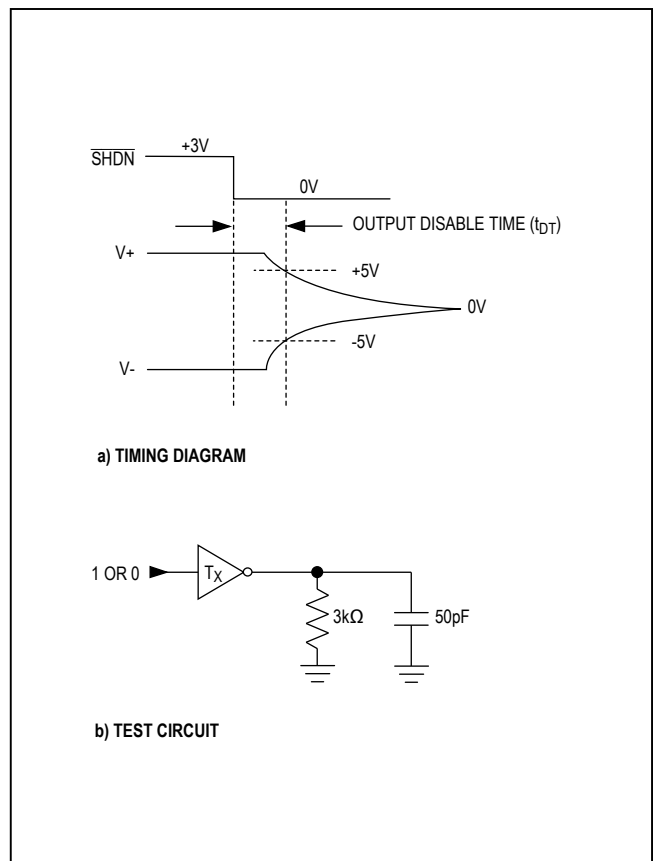 +3V
SHDN
0V
OUTPUT DISABLE TIME (tDT)
V+
+5V
0V
-5V
V-
a) TIMING DIAGRAM
1 OR 0
TX
3kΩ
50pF
b) TEST CIRCUIT